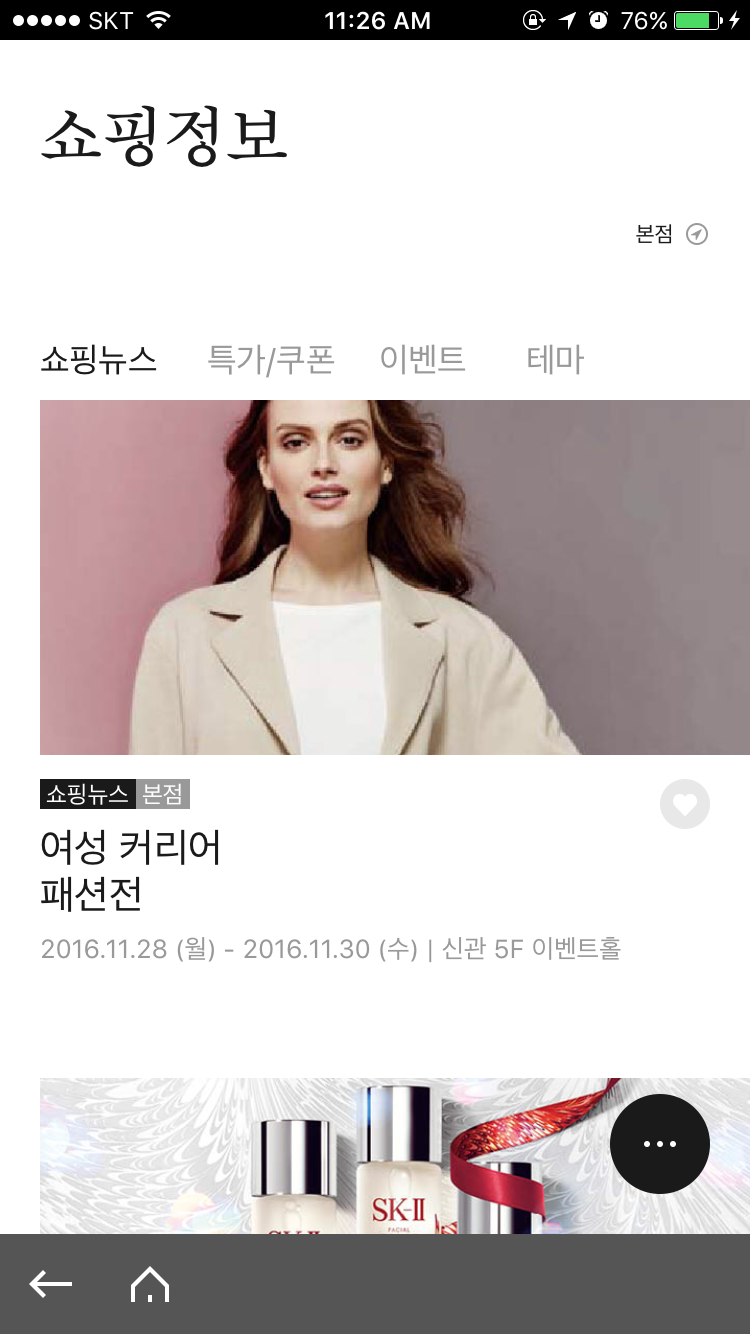 SKT 11:26 AM 76%
쇼핑정보
본점
쇼핑뉴스 특가/쿠폰 이벤트 테마
쇼핑뉴스 본점
여성 커리어
패션전
2016.11.28 (월) - 2016.11.30 (수) | 신관 5F 이벤트홀
SK-II
FACIAL
SK-II